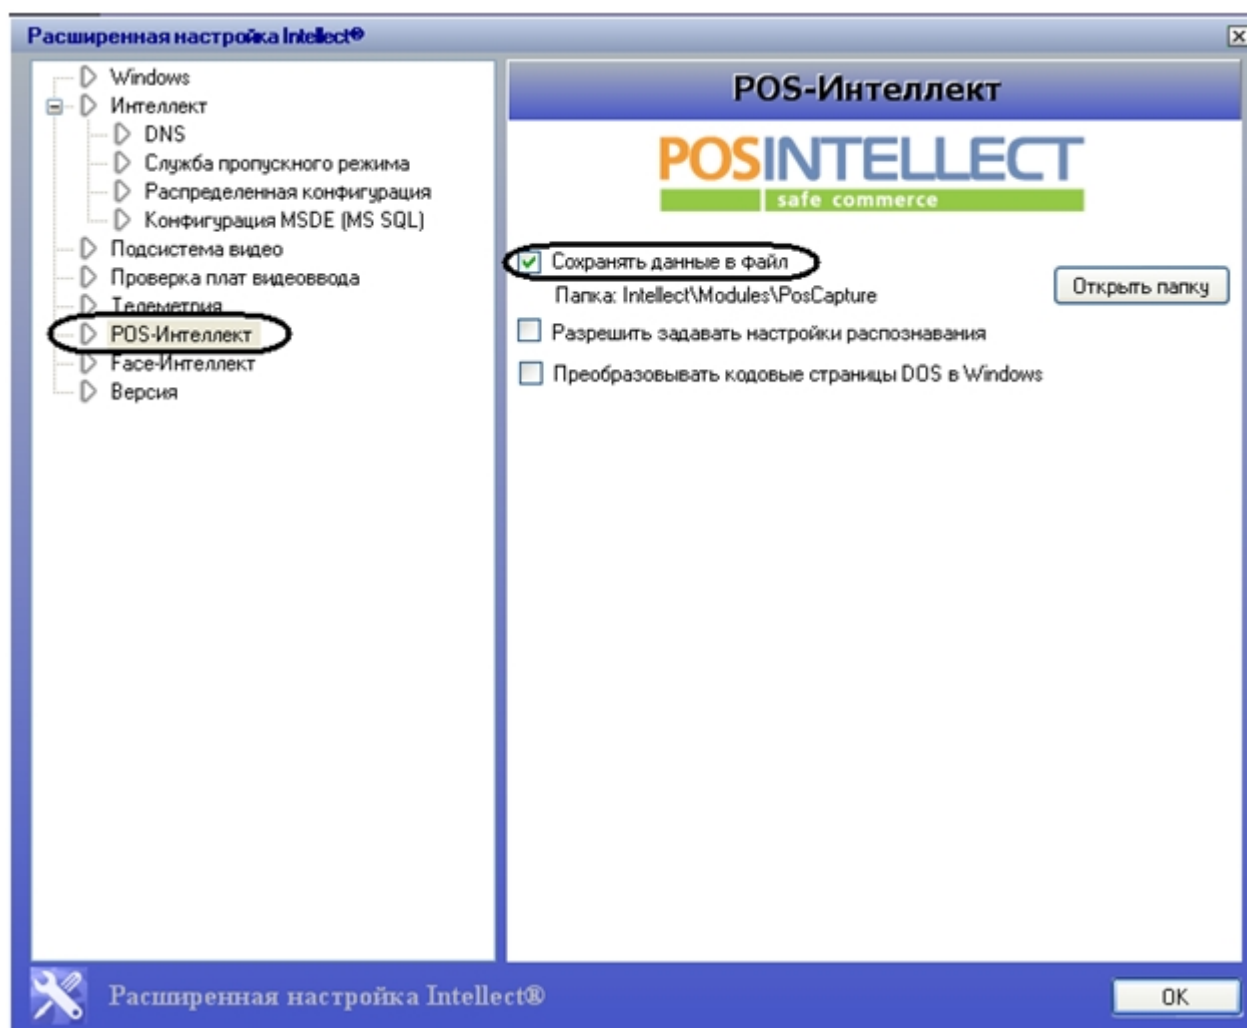 Расширенная настройка Intellect®
Windows
Интеллект
DNS
Служба пропускного режима
Распределенная конфигурация
Конфигурация MSDE (MS SQL)
Подсистема видео
Проверка плат видеоввода
Телеметрия
POS-Интеллект
Face-Интеллект
Версия
POS-Интеллект
POSINTELLECT
safe commerce
Сохранять данные в файл
Папка: Intellect\Modules\PosCapture
Открыть папку
Разрешить задавать настройки распознавания
Преобразовывать кодовые страницы DOS в Windows
Расширенная настройка Intellect®
OK